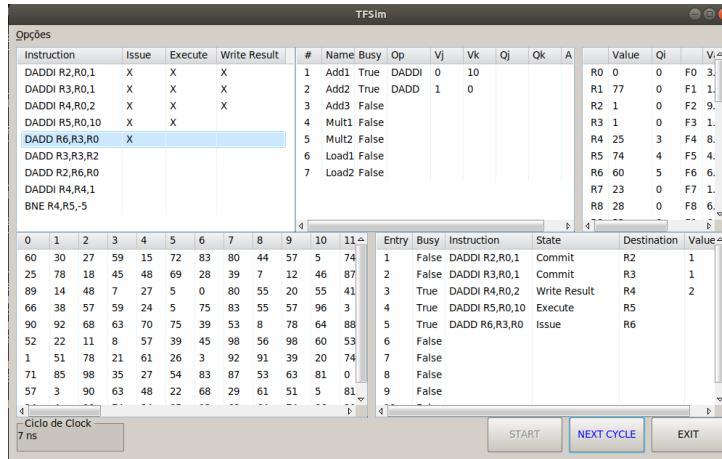 TFSim
Opções
Instruction Issue Execute Write Result
DADDI R2,R0,1 X X X
DADDI R3,R0,1 X X X
DADDI R4,R0,2 X X X
DADDI R5,R0,10 X X
DADD R6,R3,R0 X
DADD R3,R3,R2
DADD R2,R6,R0
DADDI R4,R4,1
BNE R4,R5,-5
# Name Busy Op Vj Vk Qj Qk A
1 Add1 True DADDI 0 10
2 Add2 True DADD 1 0
3 Add3 False
4 Mult1 False
5 Mult2 False
6 Load1 False
7 Load2 False
Value Qi
R0 0 0 F0 3.
R1 77 0 F1 1.
R2 1 0 F2 9.
R3 1 0 F3 1.
R4 25 3 F4 8.
R5 74 4 F5 4.
R6 60 5 F6 6.
R7 23 0 F7 1.
R8 28 0 F8 6.
0 1 2 3 4 5 6 7 8 9 10 11
60 30 27 59 15 72 83 80 44 57 5 74
25 78 18 45 48 69 28 39 7 12 46 87
89 14 48 7 27 5 0 80 55 20 55 41
66 38 57 59 24 5 75 83 55 57 96 3
90 92 68 63 70 75 39 53 8 78 64 88
52 22 11 8 57 39 45 98 56 98 60 53
1 51 78 21 61 26 3 92 91 39 20 74
71 85 98 35 27 54 83 87 53 63 81 0
57 3 90 63 48 22 68 29 61 51 5 81
Entry Busy Instruction State Destination Value
1 False DADDI R2,R0,1 Commit R2 1
2 False DADDI R3,R0,1 Commit R3 1
3 True DADDI R4,R0,2 Write Result R4 2
4 True DADDI R5,R0,10 Execute R5
5 True DADD R6,R3,R0 Issue R6
6 False
7 False
8 False
9 False
Ciclo de Clock
7 ns
START NEXT CYCLE EXIT